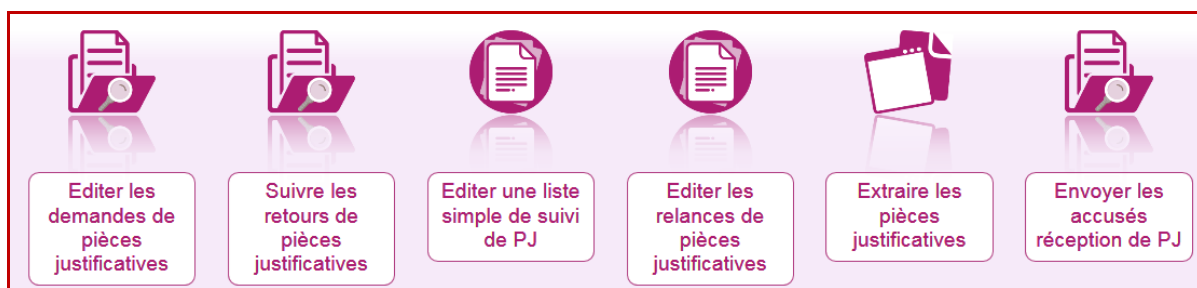 Editer les
demandes de
pièces
justificatives
Suivre les
retours de
pièces
justificatives
Editer une liste
simple de suivi
de PJ
Editer les
relances de
pièces
justificatives
Extraire les
pièces
justificatives
Envoyer les
accusés
réception de PJ